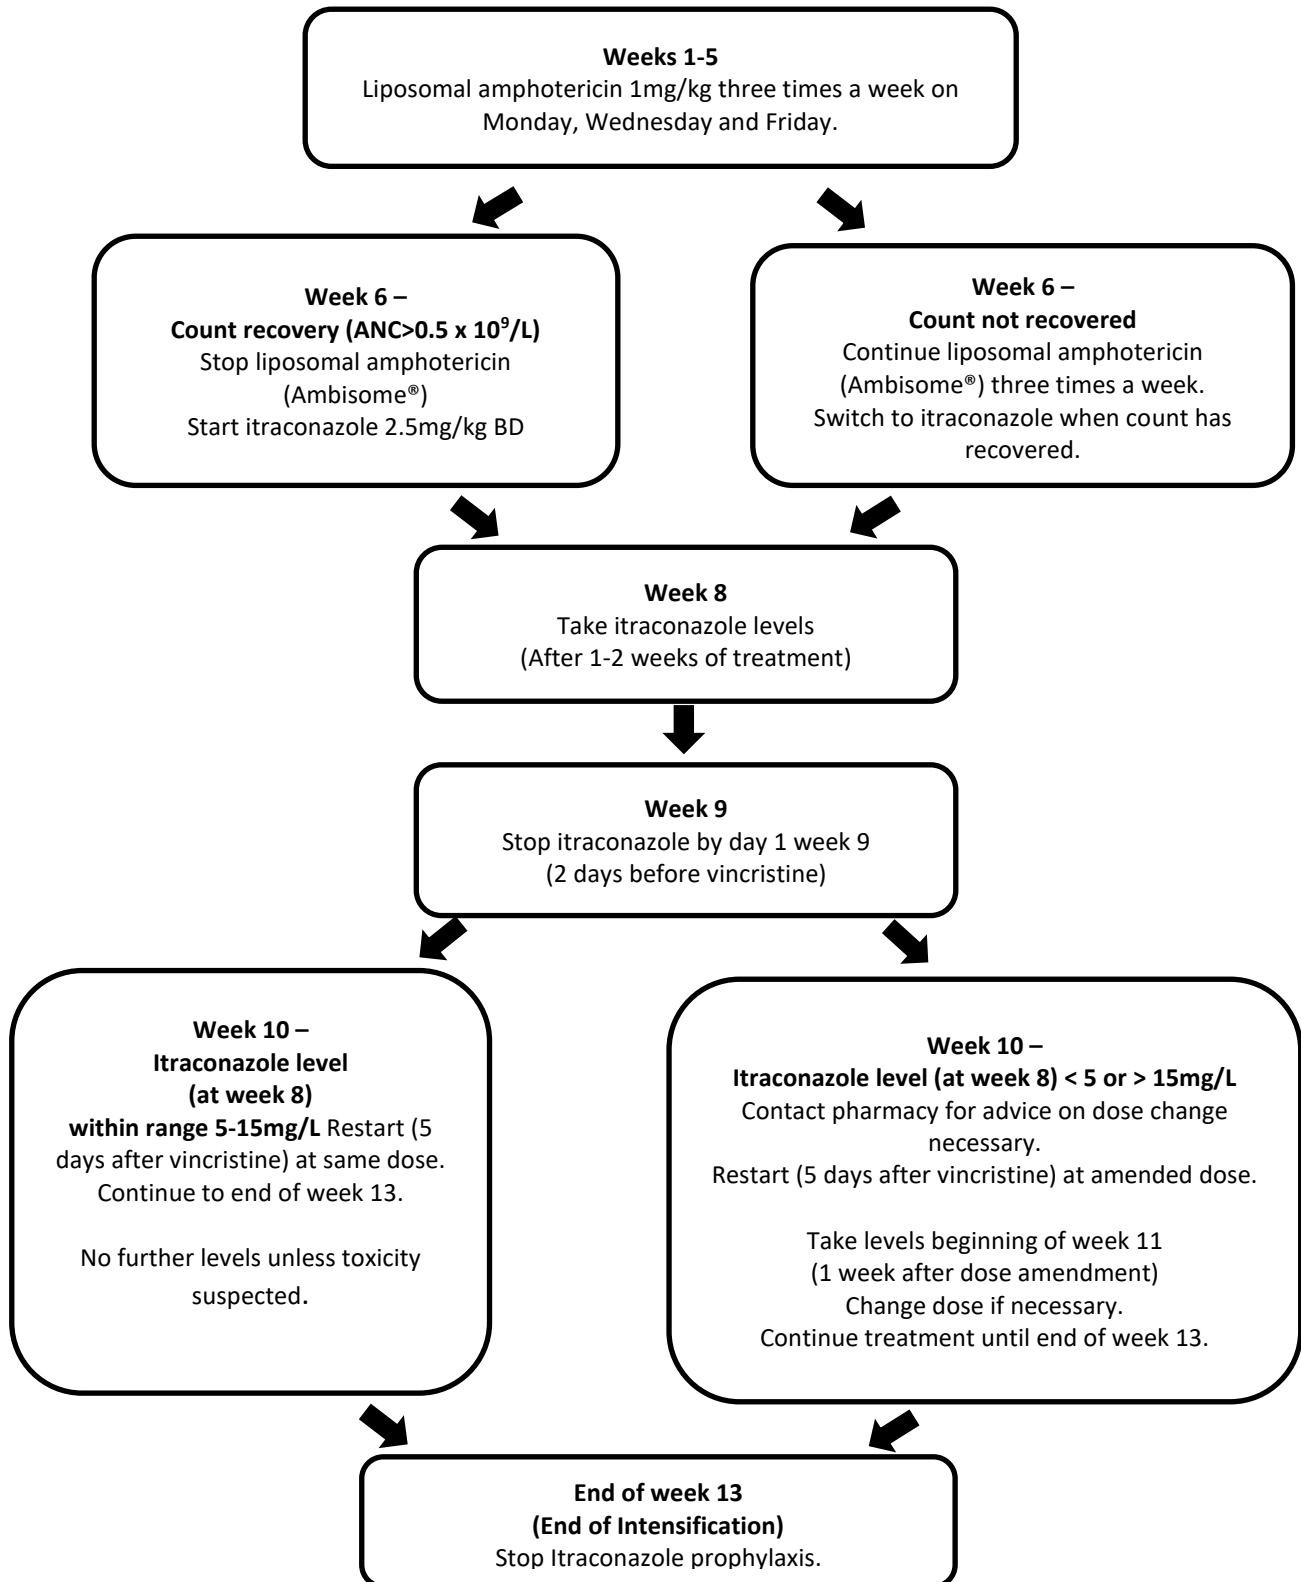 Weeks 1-5
Liposomal amphotericin 1mg/kg three times a week on
Monday, Wednesday and Friday.
Week 6 –
Count recovery (ANC>0.5 x 10⁹/L)
Stop liposomal amphotericin
(Ambisome®)
Start itraconazole 2.5mg/kg BD
Week 6 –
Count not recovered
Continue liposomal amphotericin
(Ambisome®) three times a week.
Switch to itraconazole when count has
recovered.
Week 8
Take itraconazole levels
(After 1-2 weeks of treatment)
Week 9
Stop itraconazole by day 1 week 9
(2 days before vincristine)
Week 10 –
Itraconazole level
(at week 8)
within range 5-15mg/L Restart (5
days after vincristine) at same dose.
Continue to end of week 13.
No further levels unless toxicity
suspected.
Week 10 –
Itraconazole level (at week 8) < 5 or > 15mg/L
Contact pharmacy for advice on dose change
necessary.
Restart (5 days after vincristine) at amended dose.
Take levels beginning of week 11
(1 week after dose amendment)
Change dose if necessary.
Continue treatment until end of week 13.
End of week 13
(End of Intensification)
Stop Itraconazole prophylaxis.